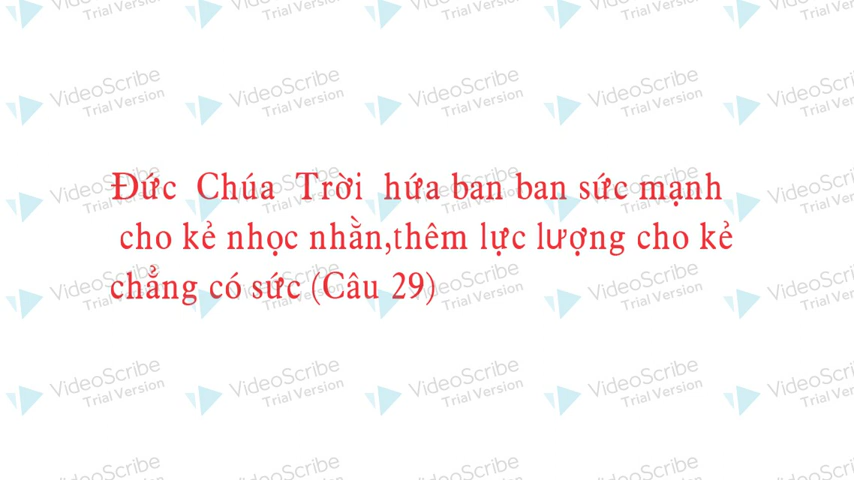 Đức Chúa Trời hứa ban ban sức mạnh
cho kẻ nhọc nhằn,thêm lực lượng cho kẻ
chẳng có sức (Câu 29)
VideoScribe
Trial Version